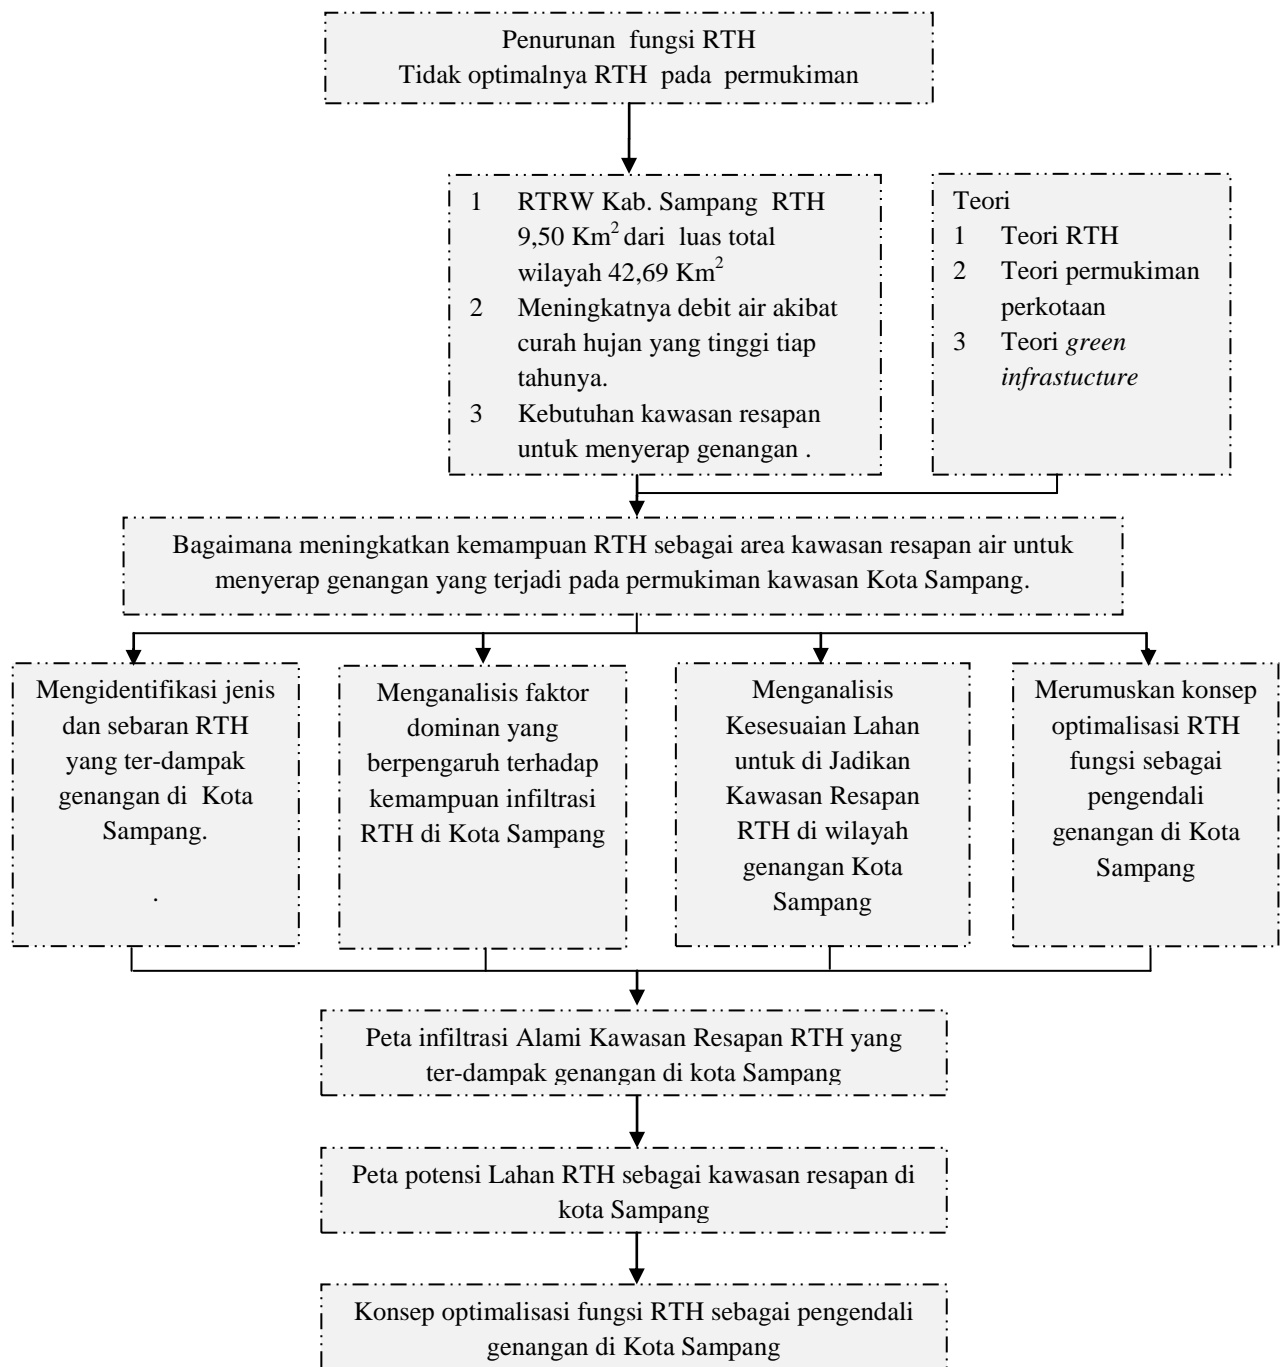 Penurunan fungsi RTH
Tidak optimalnya RTH pada permukiman
1 RTRW Kab. Sampang RTH
9,50 Km² dari luas total
wilayah 42,69 Km²
2 Meningkatnya debit air akibat
curah hujan yang tinggi tiap
tahunya.
3 Kebutuhan kawasan resapan
untuk menyerap genangan .
Teori
1 Teori RTH
2 Teori permukiman
perkotaan
3 Teori green
infrastucture
Bagaimana meningkatkan kemampuan RTH sebagai area kawasan resapan air untuk
menyerap genangan yang terjadi pada permukiman kawasan Kota Sampang.
Mengidentifikasi jenis
dan sebaran RTH
yang ter-dampak
genangan di Kota
Sampang.
.
Menganalisis faktor
dominan yang
berpengaruh terhadap
kemampuan infiltrasi
RTH di Kota Sampang
Menganalisis
Kesesuaian Lahan
untuk di Jadikan
Kawasan Resapan
RTH di wilayah
genangan Kota
Sampang
Merumuskan konsep
optimalisasi RTH
fungsi sebagai
pengendali
genangan di Kota
Sampang
Peta infiltrasi Alami Kawasan Resapan RTH yang
ter-dampak genangan di kota Sampang
Peta potensi Lahan RTH sebagai kawasan resapan di
kota Sampang
Konsep optimalisasi fungsi RTH sebagai pengendali
genangan di Kota Sampang